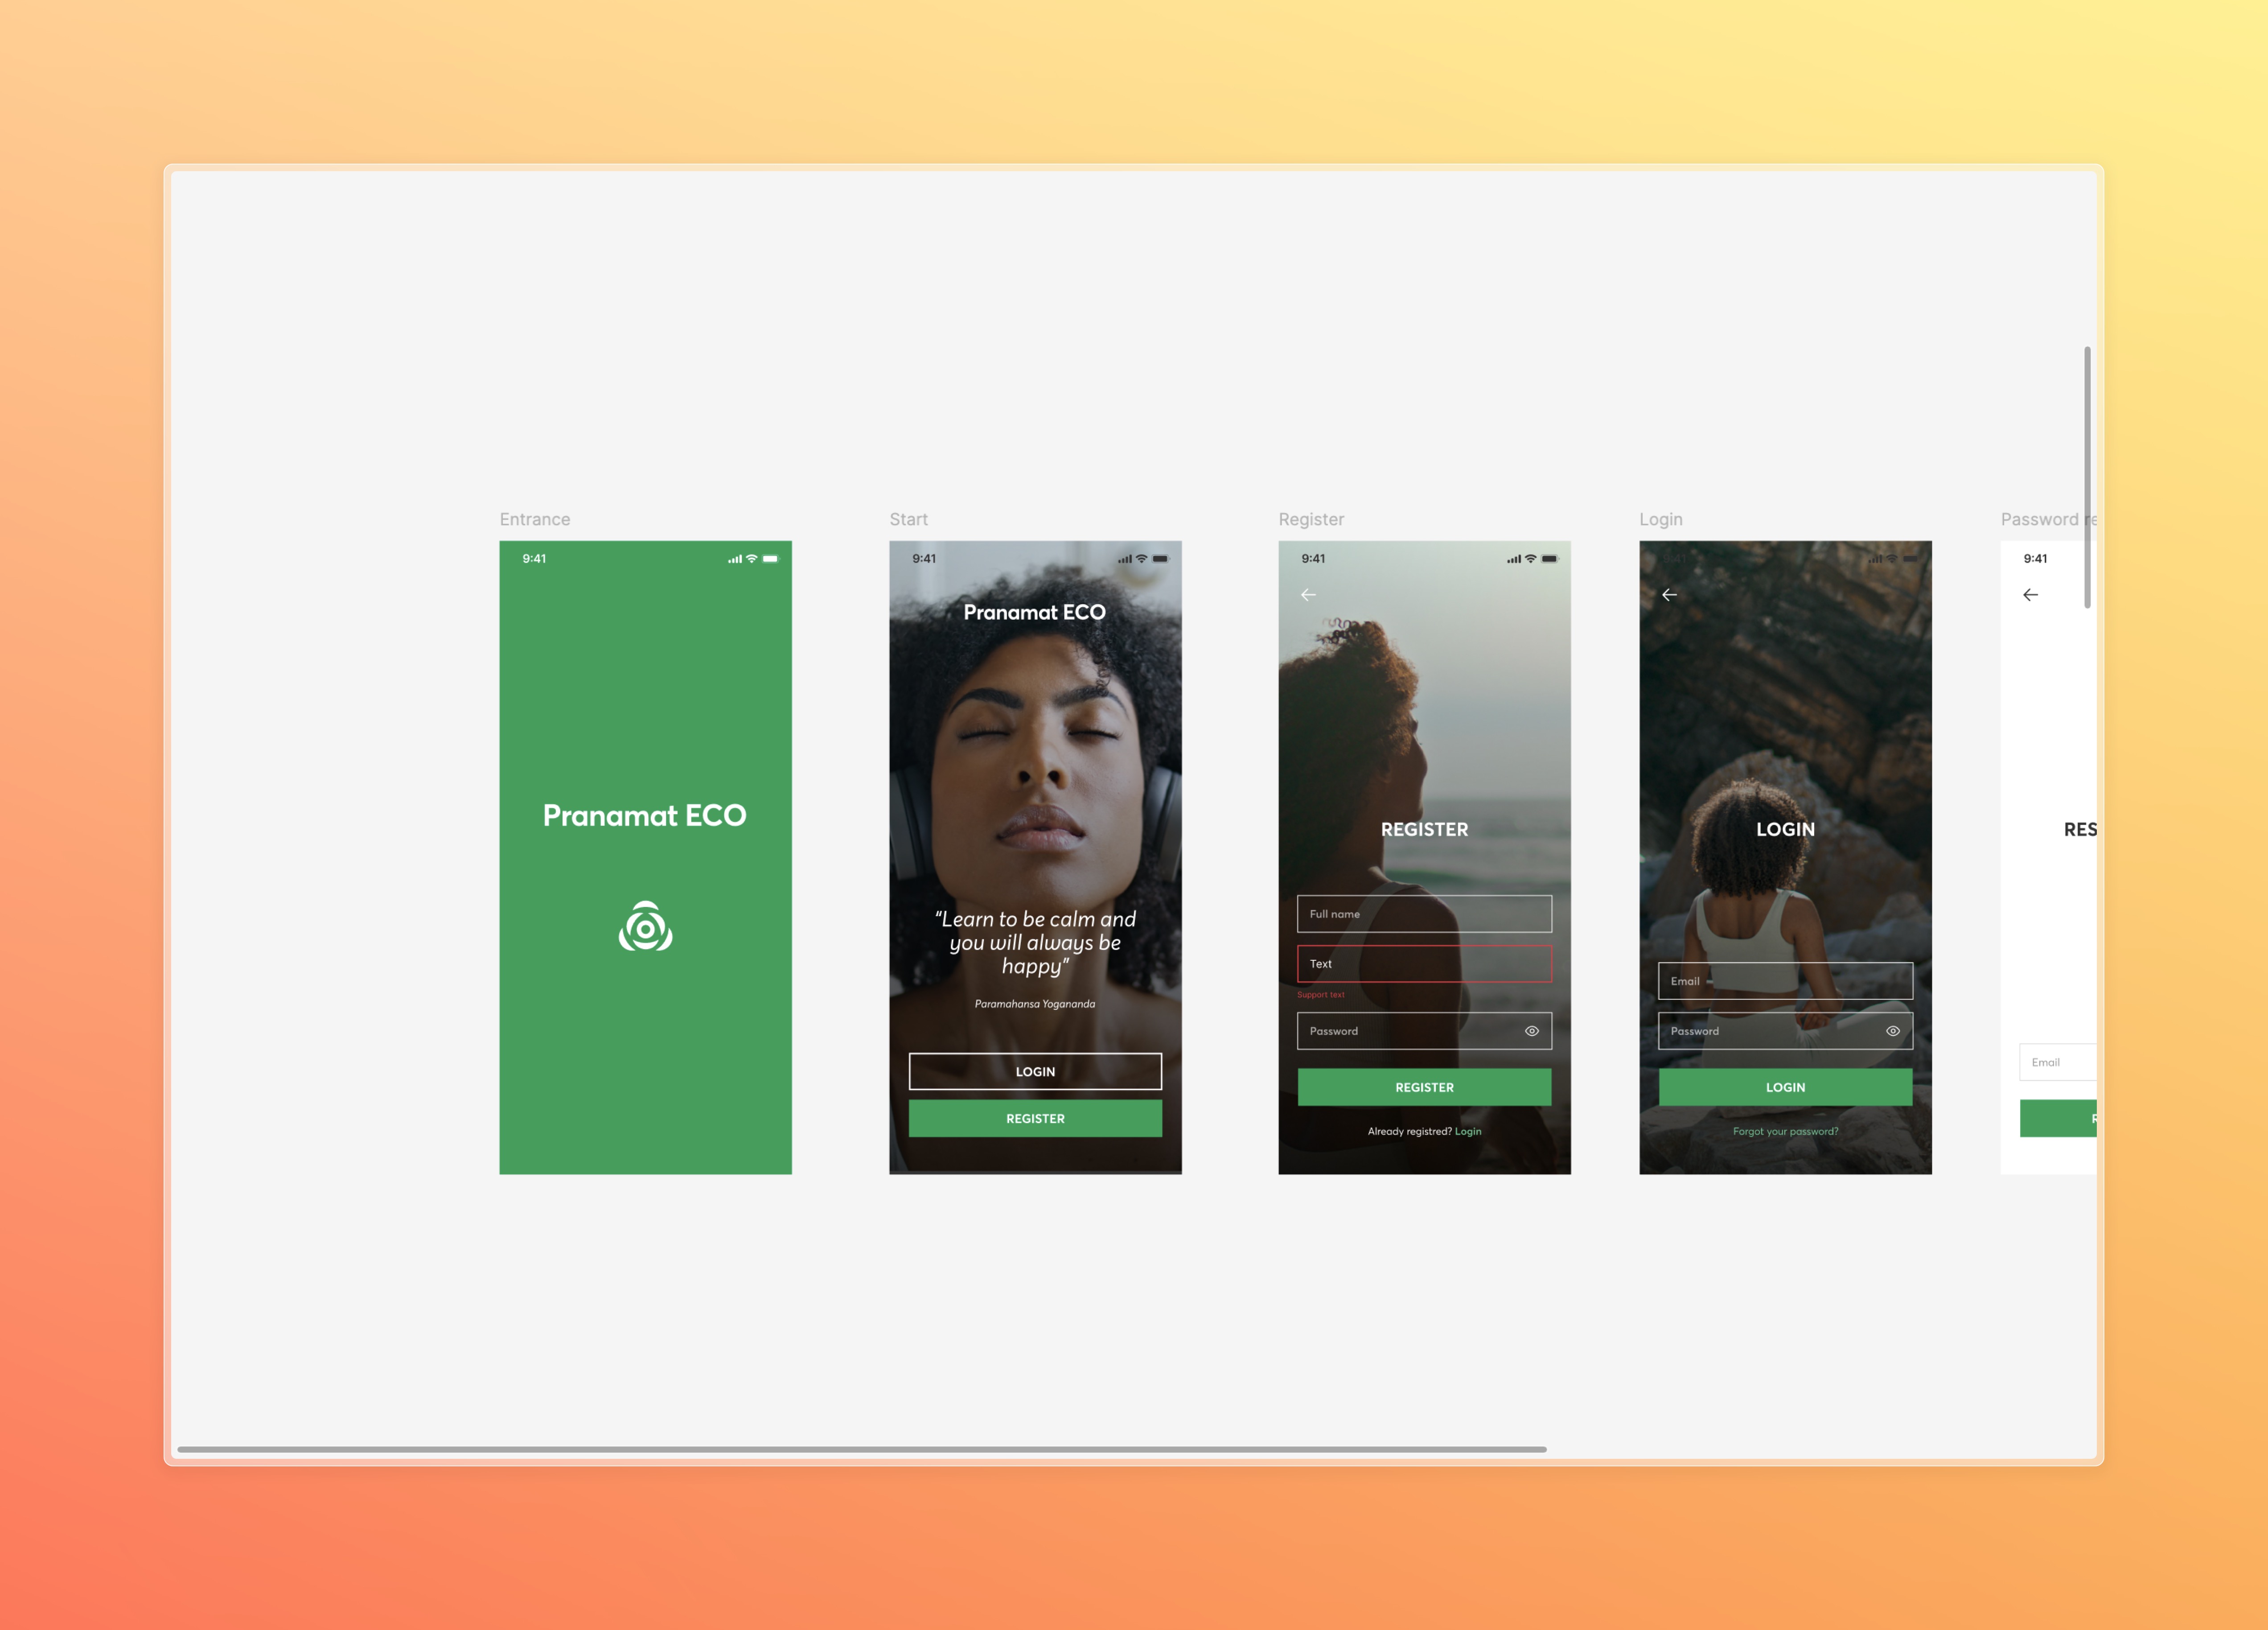 Entrance
9:41
Pranamat ECO
Start
9:41
Pranamat ECO
"Learn to be calm and
you will always be
happy"
Paramahansa Yogananda
LOGIN
REGISTER
Register
9:41
REGISTER
Full name
Text
Support text
Password
REGISTER
Already registred? Login
Login
9:41
LOGIN
Email
Password
LOGIN
Forgot your password?
Password re
9:41
RES
Email
R